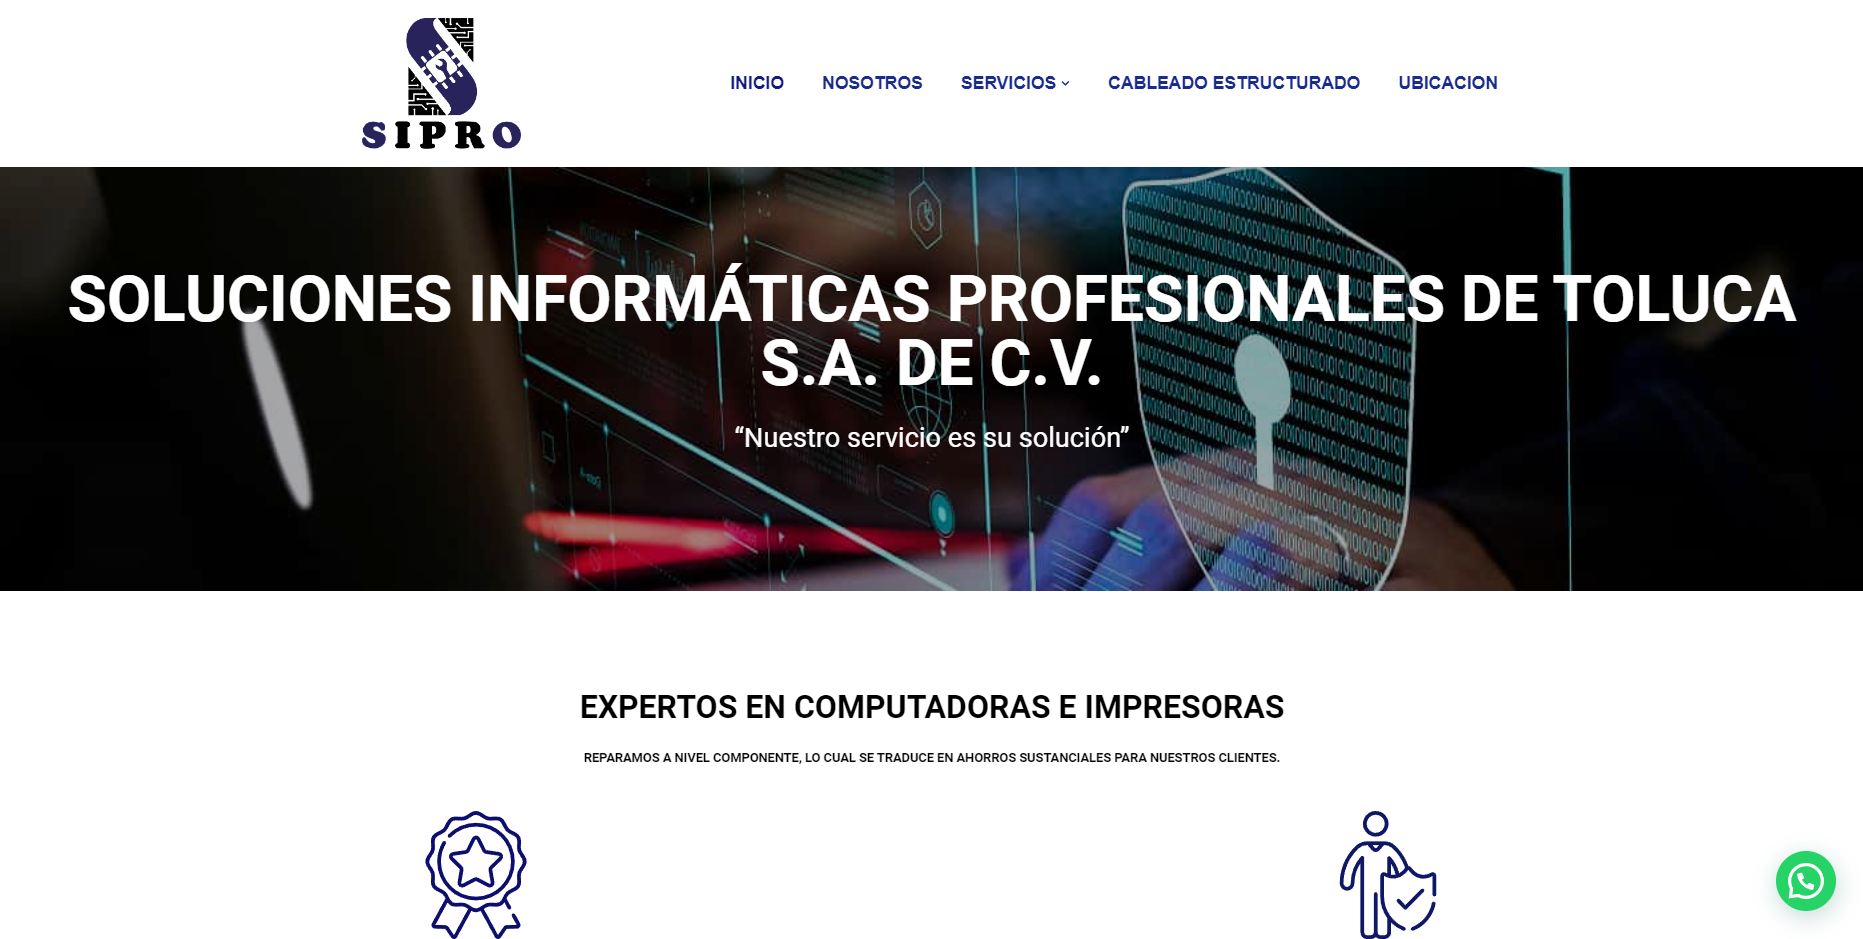 SIPRO
INICIO
NOSOTROS
SERVICIOS
CABLEADO ESTRUCTURADO
UBICACION
SOLUCIONES INFORMÁTICAS PROFESIONALES DE TOLUCA
S.A. DE C.V.
“Nuestro servicio es su solución”
EXPERTOS EN COMPUTADORAS E IMPRESORAS
REPARAMOS A NIVEL COMPONENTE, LO CUAL SE TRADUCE EN AHORROS SUSTANCIALES PARA NUESTROS CLIENTES.